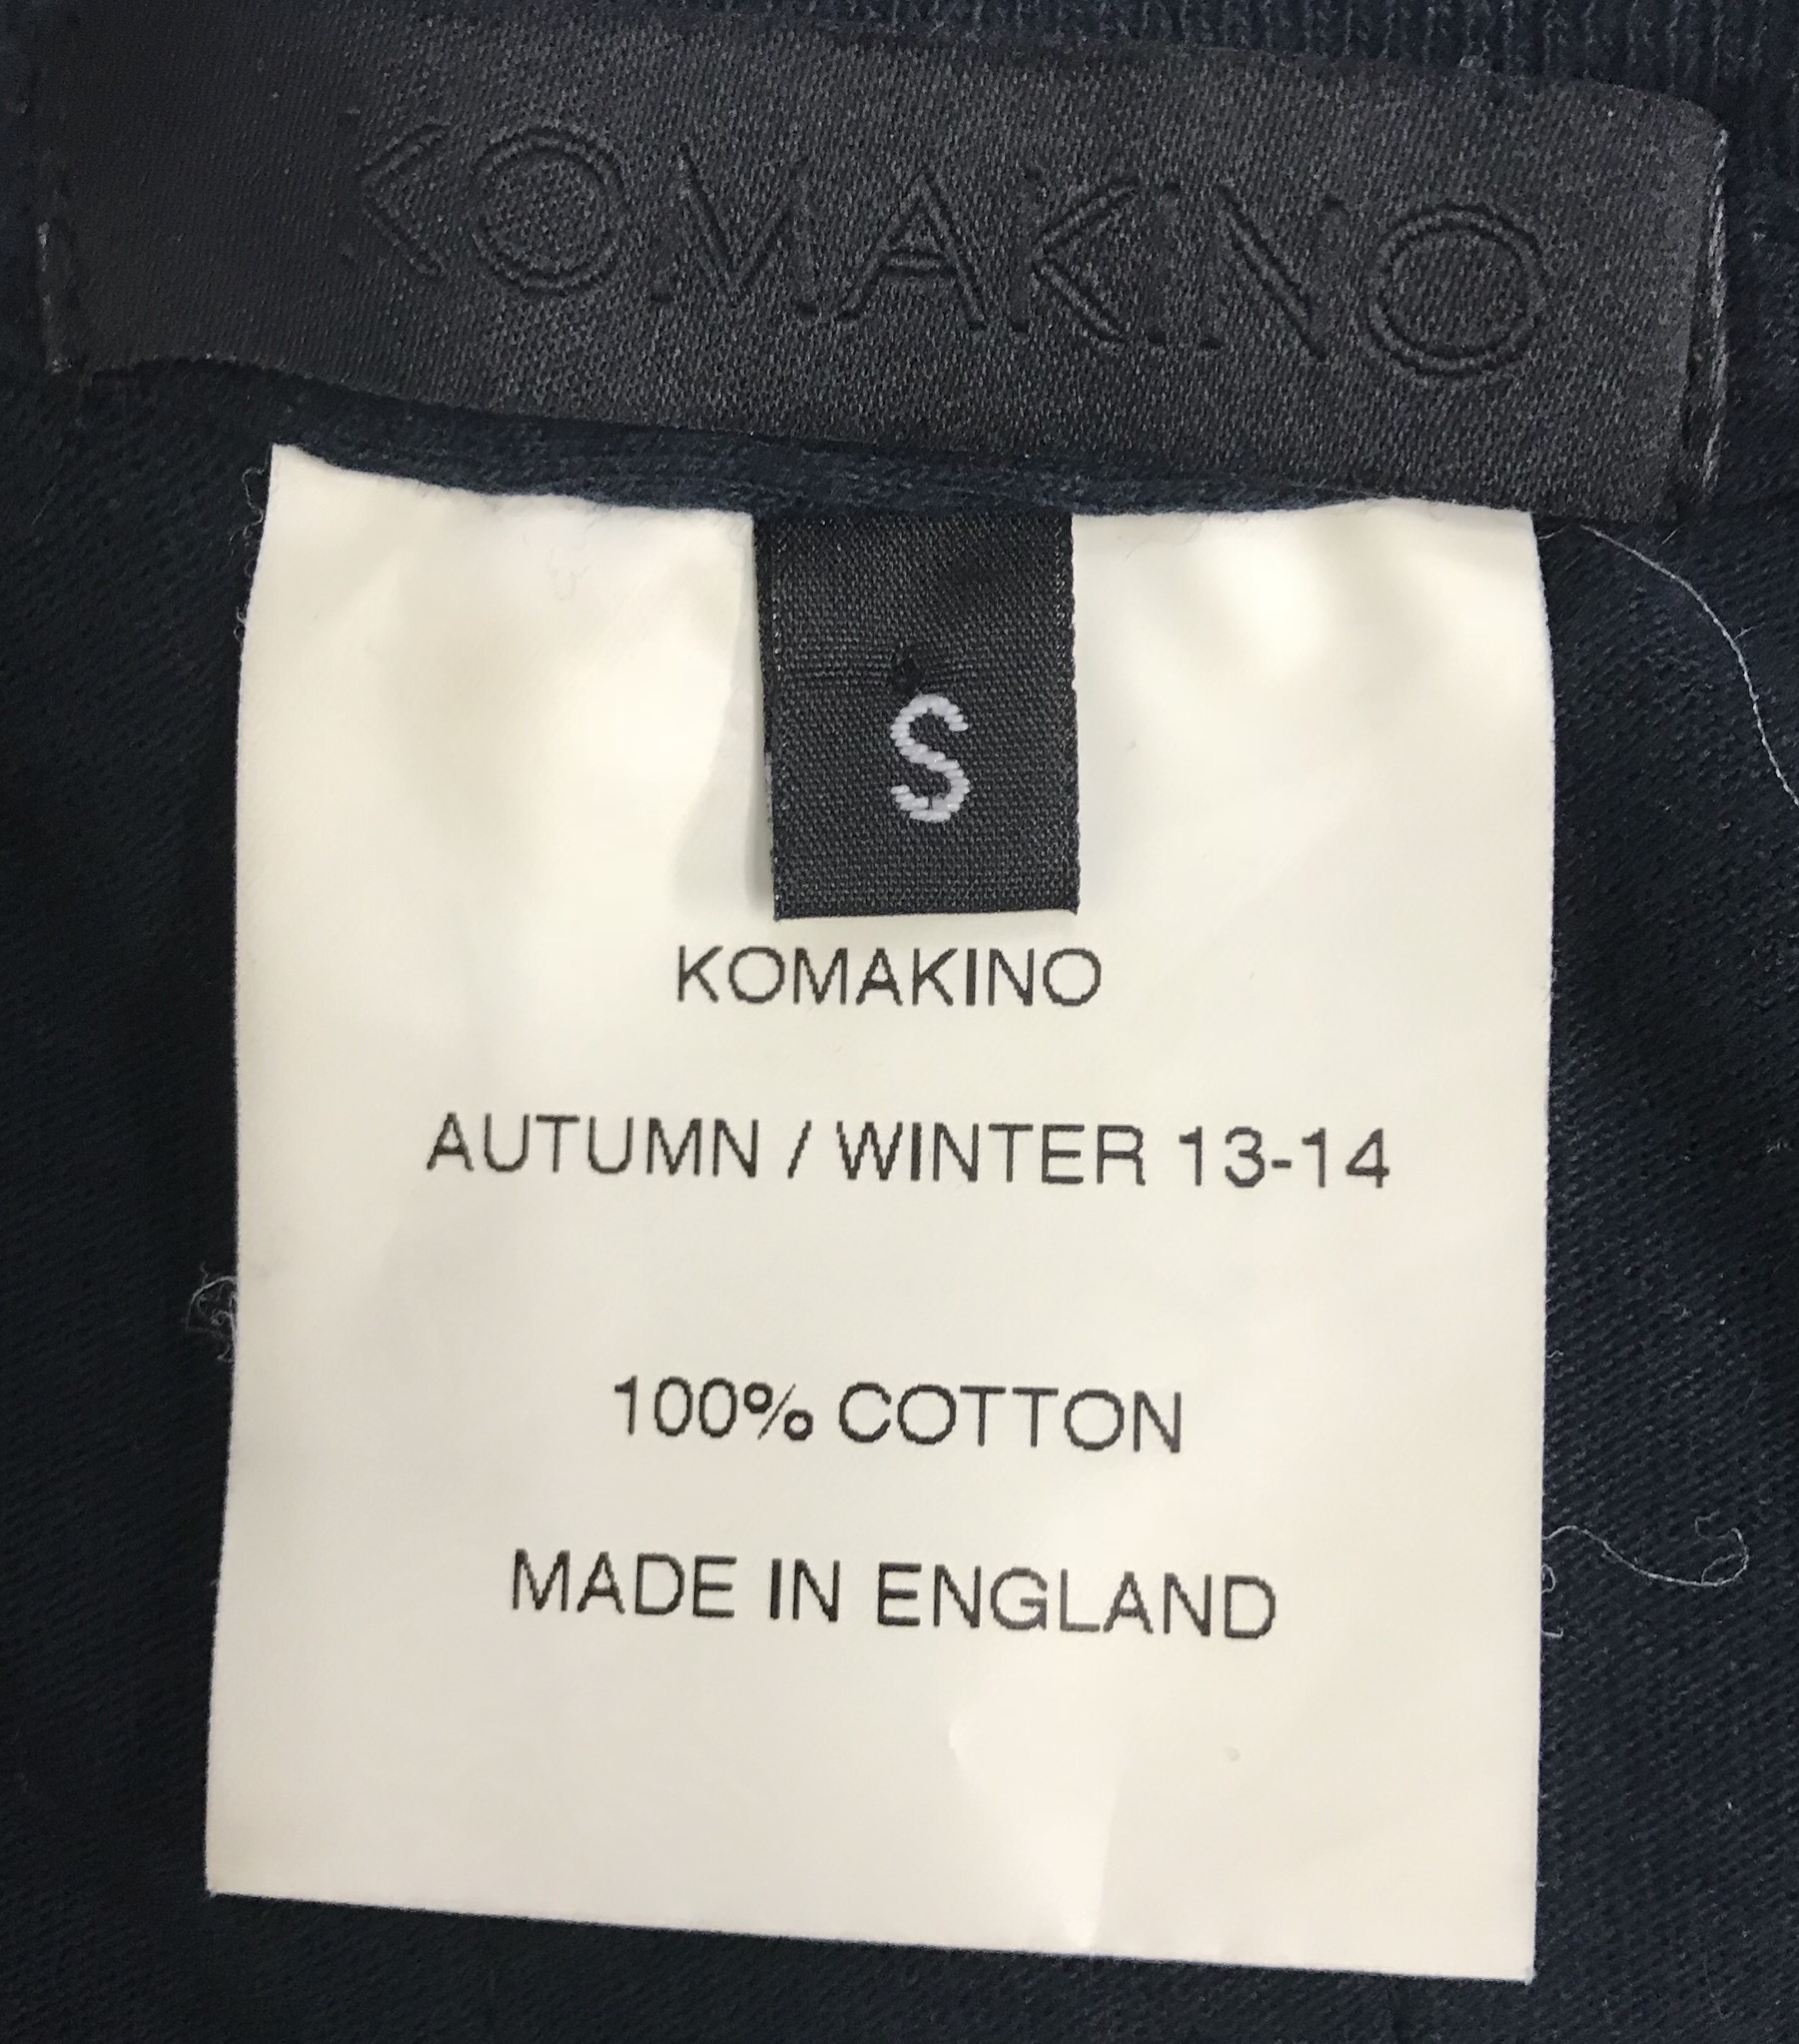 KOMAKINO
S
KOMAKINO
AUTUMN / WINTER 13-14
100% COTTON
MADE IN ENGLAND